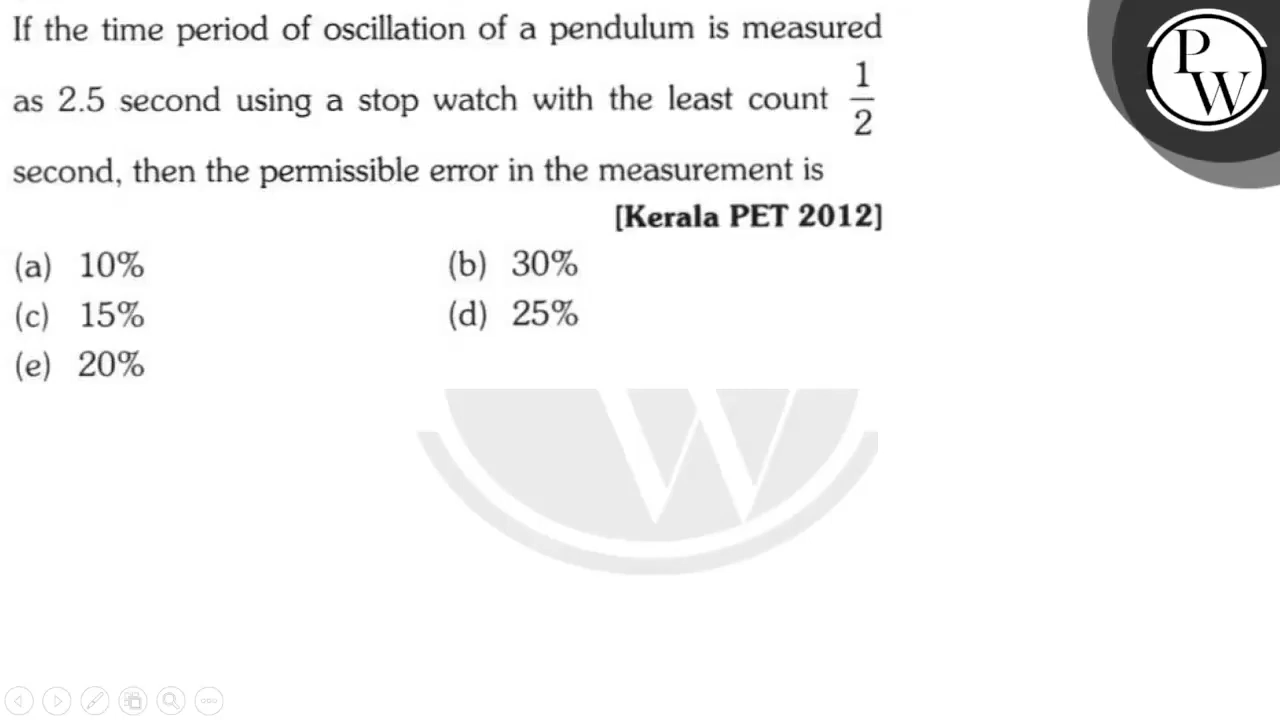 If the time period of oscillation of a pendulum is measured
as 2.5 second using a stop watch with the least count 1/2
second, then the permissible error in the measurement is
[Kerala PET 2012]
(a) 10% (b) 30%
(c) 15% (d) 25%
(e) 20%
PW